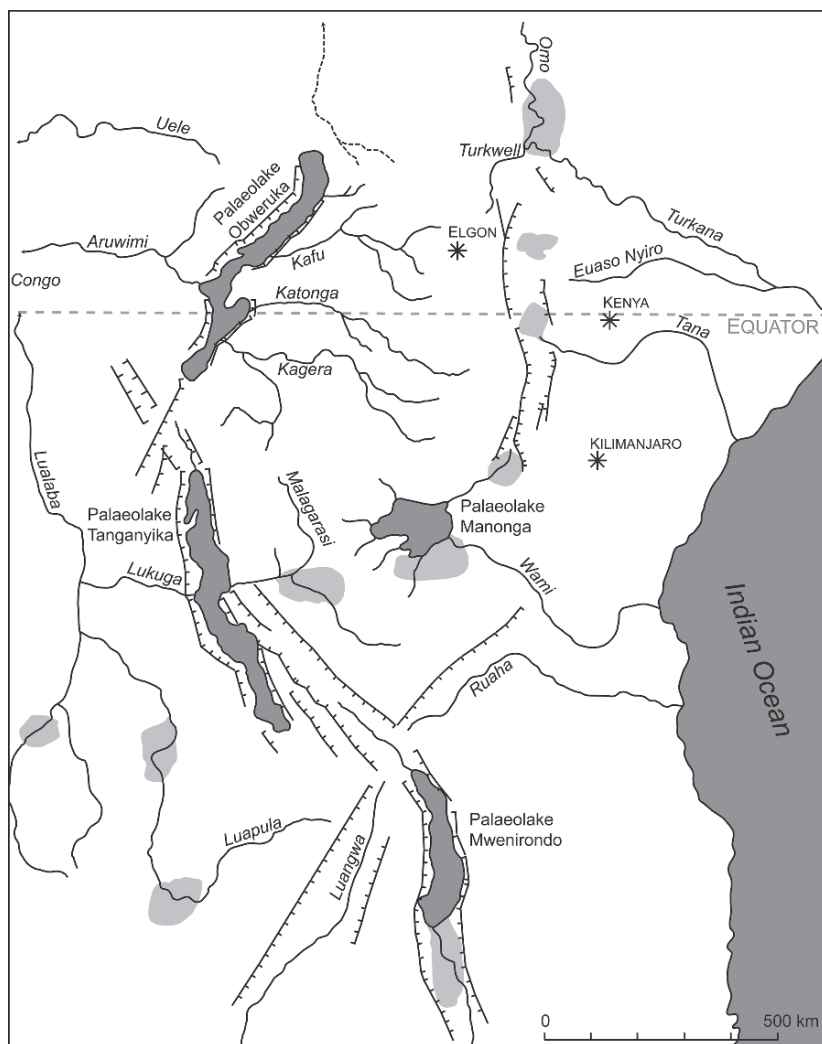 Omo
Uele
Turkwell
Palaeolake
Obweruka
Turkana
ELGON
Aruwimi
Kafu
Euaso Nyiro
Congo
Katonga
KENYA
Tana
EQUATOR
Kagera
KILIMANJARO
Lualaba
Malagarasi
Palaeolake
Tanganyika
Palaeolake
Manonga
Lukuga
Wami
Indian Ocean
Ruaha
Luapula
Luangwa
Palaeolake
Mwenirondo
0
500 km